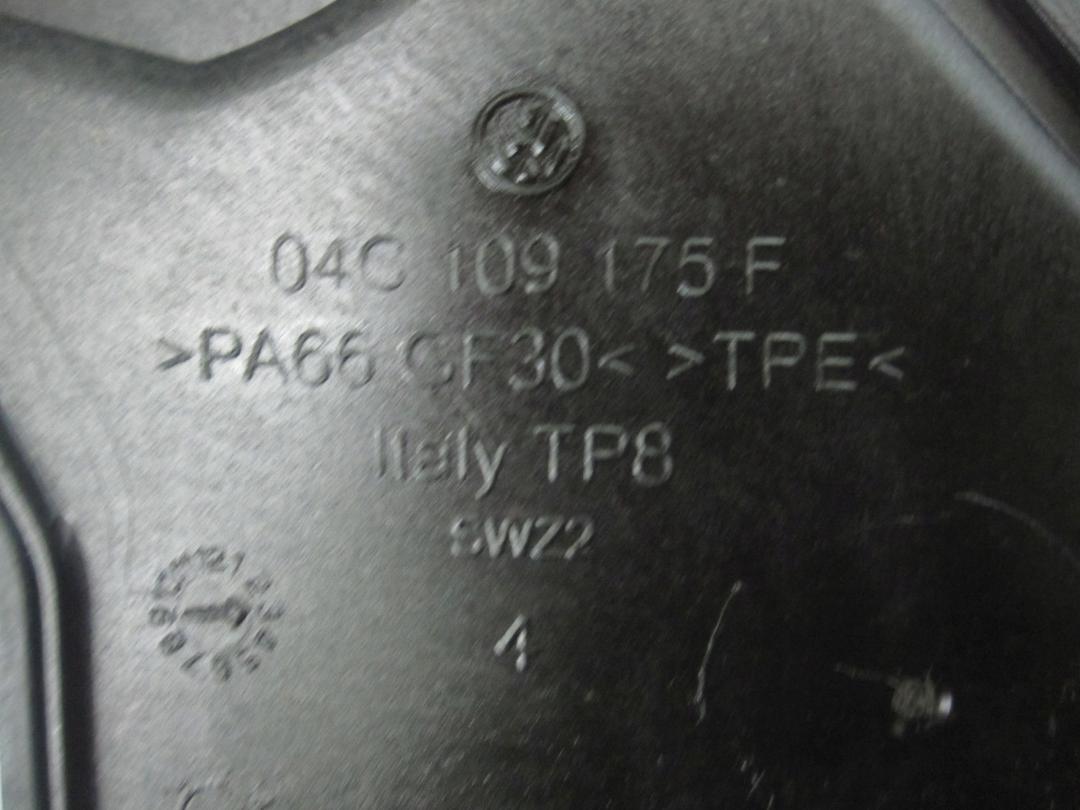 04C 109 175 F
>PA66 GF30< >TPE<
Italy TP8
SWZ2
4